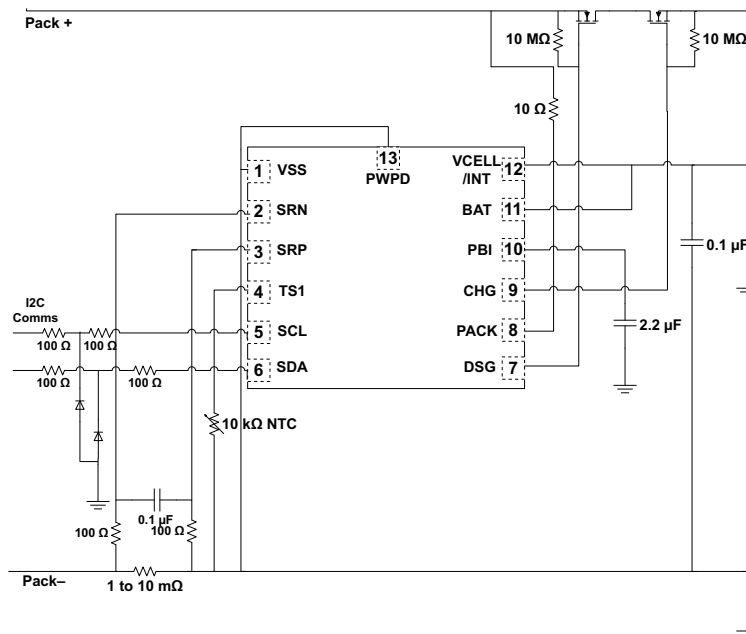 Pack +
10 MΩ
10 MΩ
10 Ω
13
PWPD
1 VSS
VCELL
/INT
12
2 SRN
BAT 11
3 SRP
PBI 10
0.1 µF
4 TS1
CHG 9
I2C
Comms
5 SCL
PACK 8
2.2 µF
100 Ω
100 Ω
6 SDA
DSG 7
100 Ω
100 Ω
10 kΩ NTC
0.1 µF
100 Ω
100 Ω
Pack–
1 to 10 mΩ